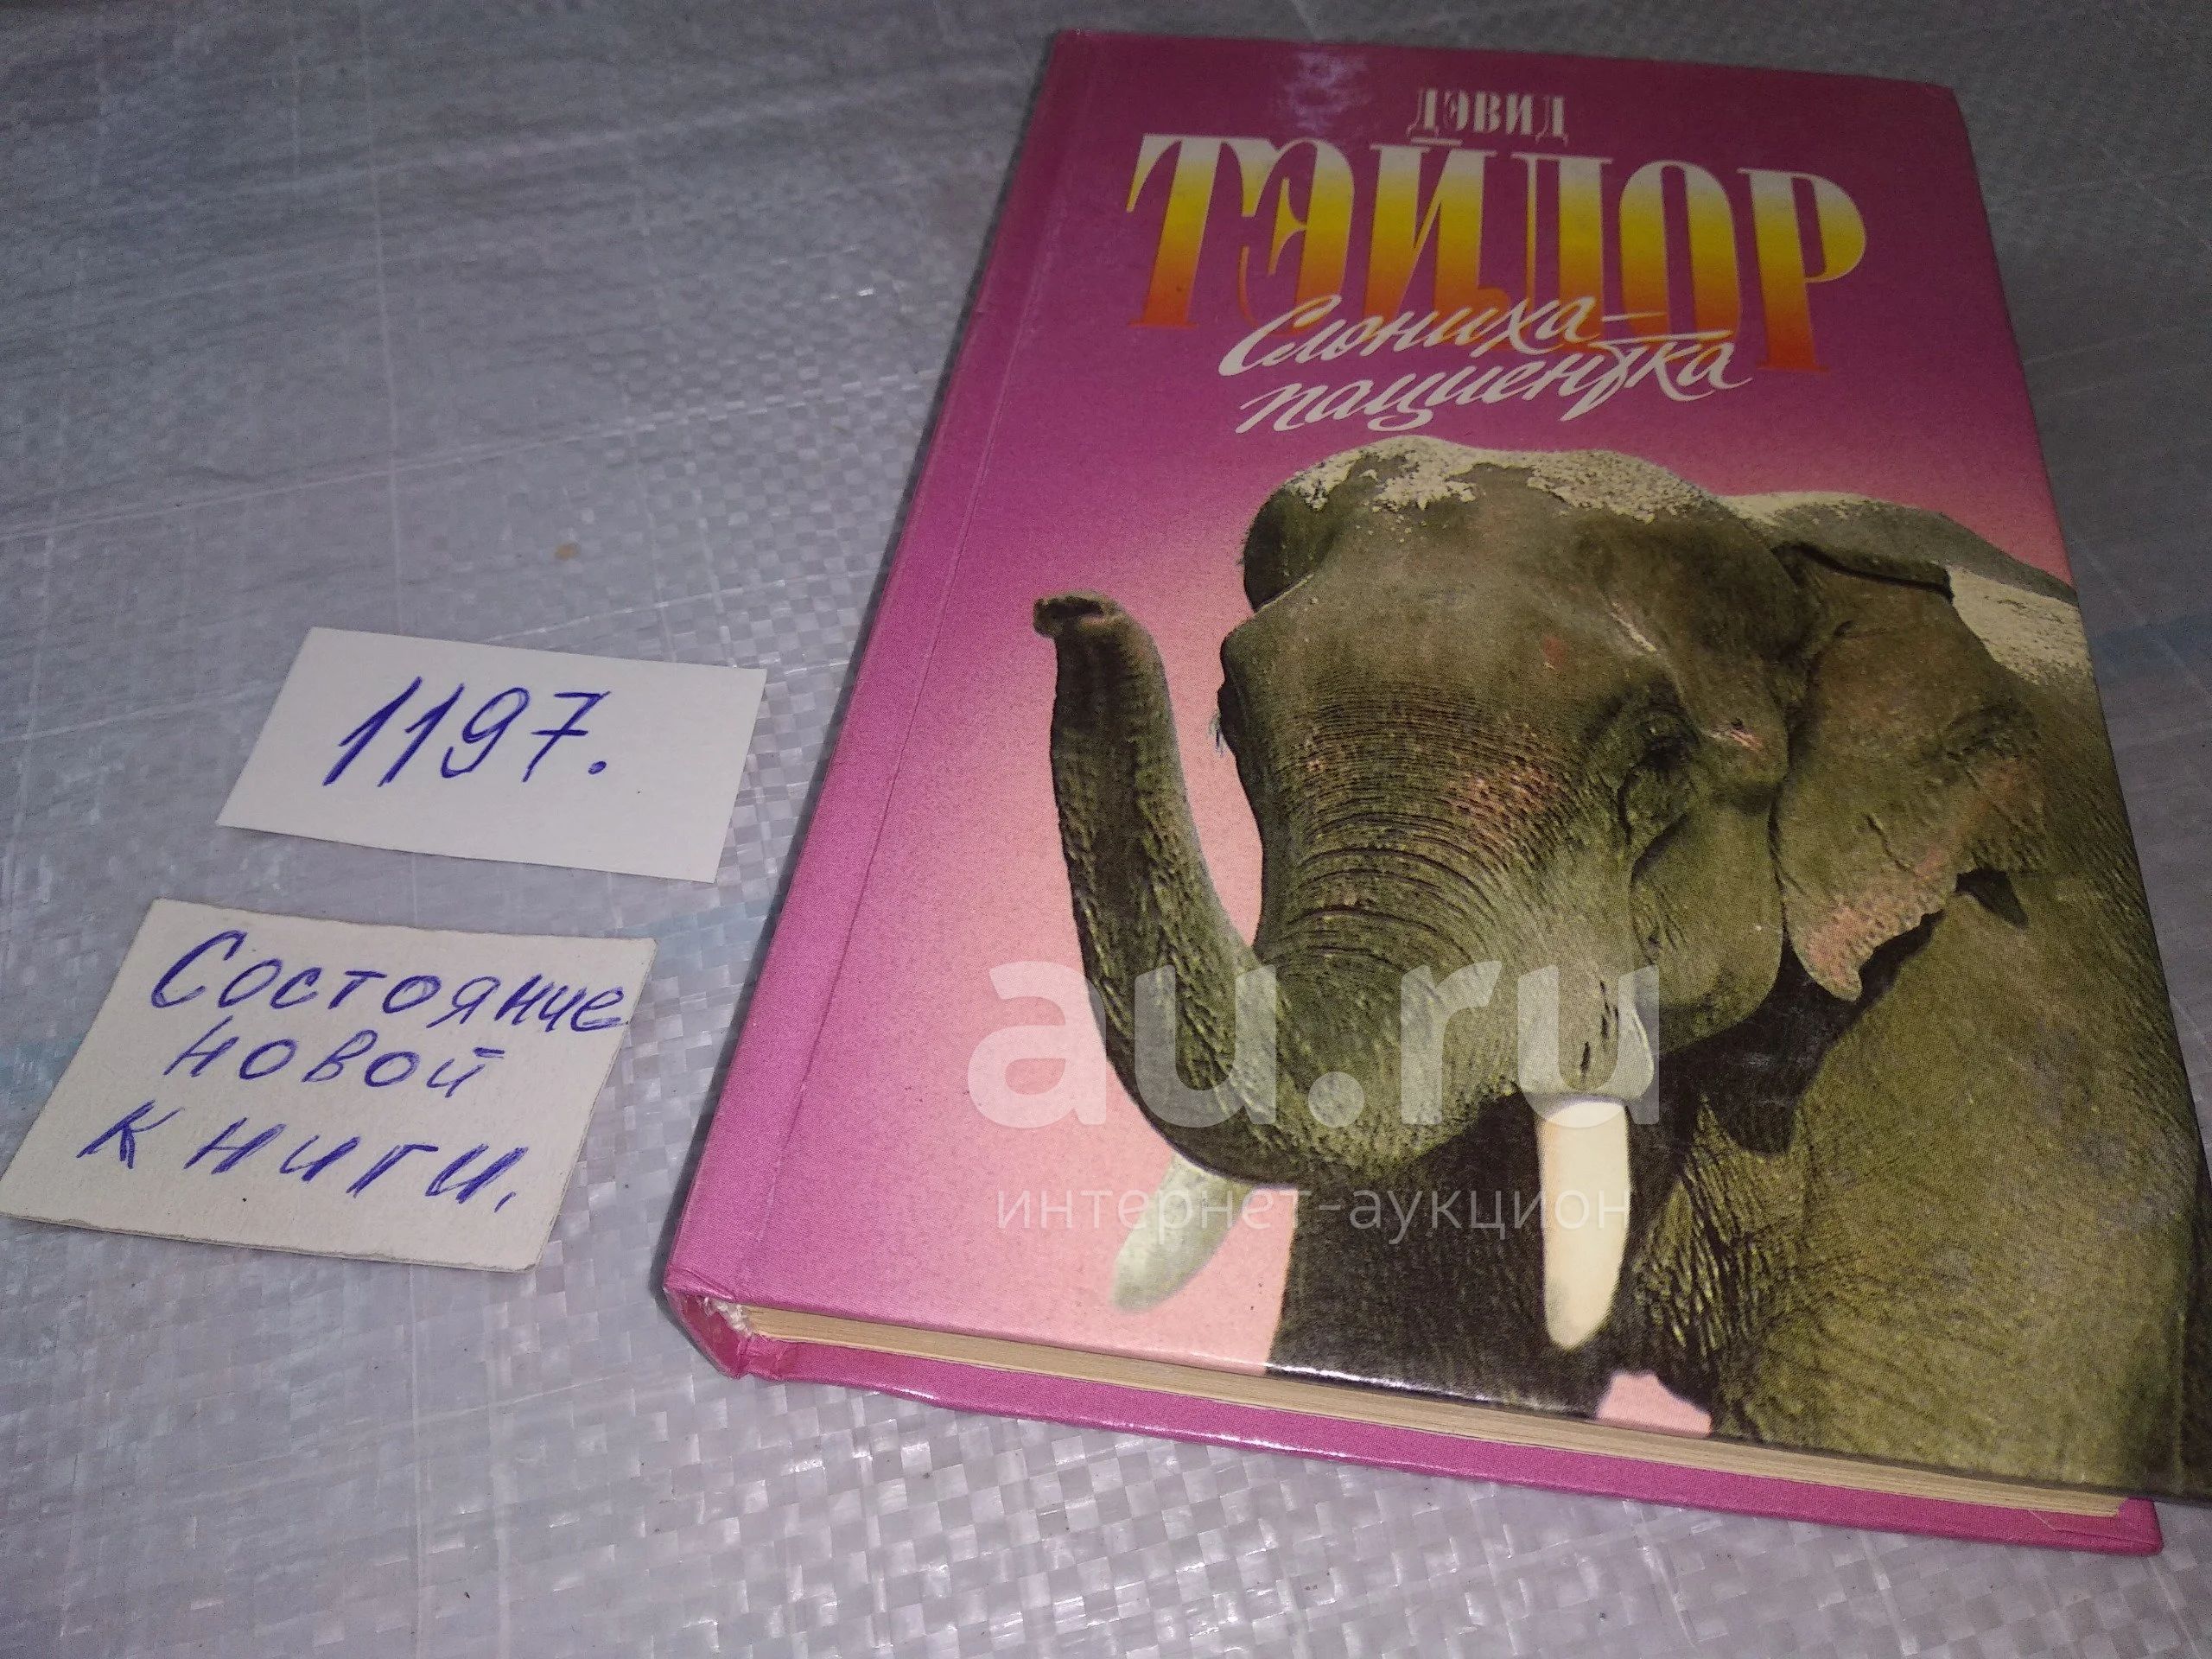 ДЭВИД
ТЭЙЛОР
Слониха-
пациентка
1197.
Состояние
новой
книги.
au.ru
интернет-аукцион